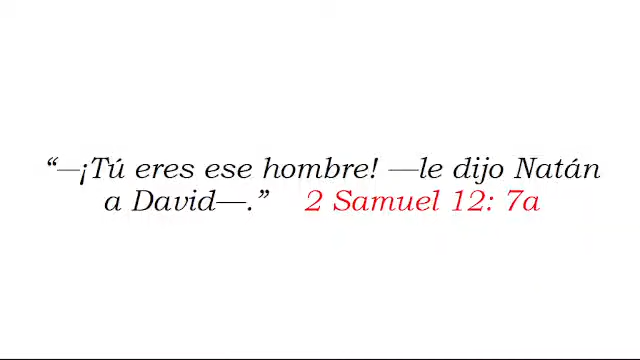 “—¡Tú eres ese hombre! —le dijo Natán
a David—.” 2 Samuel 12: 7a